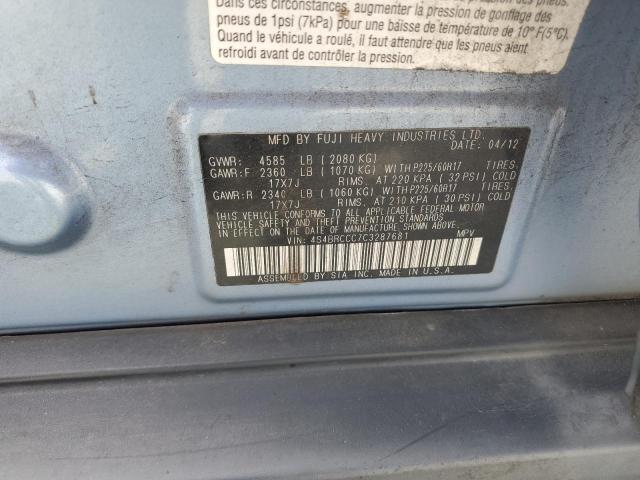 Dans ces circonstances, augmenter la pression de gonflage des
pneus de 1psi (7kPa) pour une baisse de température de 10° F(5°C).
Quand le véhicule a roulé, il faut attendre que les pneus aient
refroidi avant de contrôler la pression.
MFD BY FUJI HEAVY INDUSTRIES LTD.
DATE: 04/12
GVWR: 4585 LB ( 2080 KG)
GAWR:F 2360 LB ( 1070 KG) WITH P225/60R17 TIRES.
17X7J RIMS. AT 220 KPA ( 32 PSI) COLD
GAWR:R 2340 LB ( 1060 KG) WITH P225/60R17 TIRES.
17X7J RIMS. AT 210 KPA ( 30 PSI) COLD
THIS VEHICLE CONFORMS TO ALL APPLICABLE FEDERAL MOTOR
VEHICLE SAFETY AND THEFT PREVENTION STANDARDS
IN EFFECT ON THE DATE OF MANUFACTURE SHOWN ABOVE.
VIN: 4S4BRCCC7C3287681 MPV
ASSEMBLED BY SIA INC. MADE IN U.S.A.